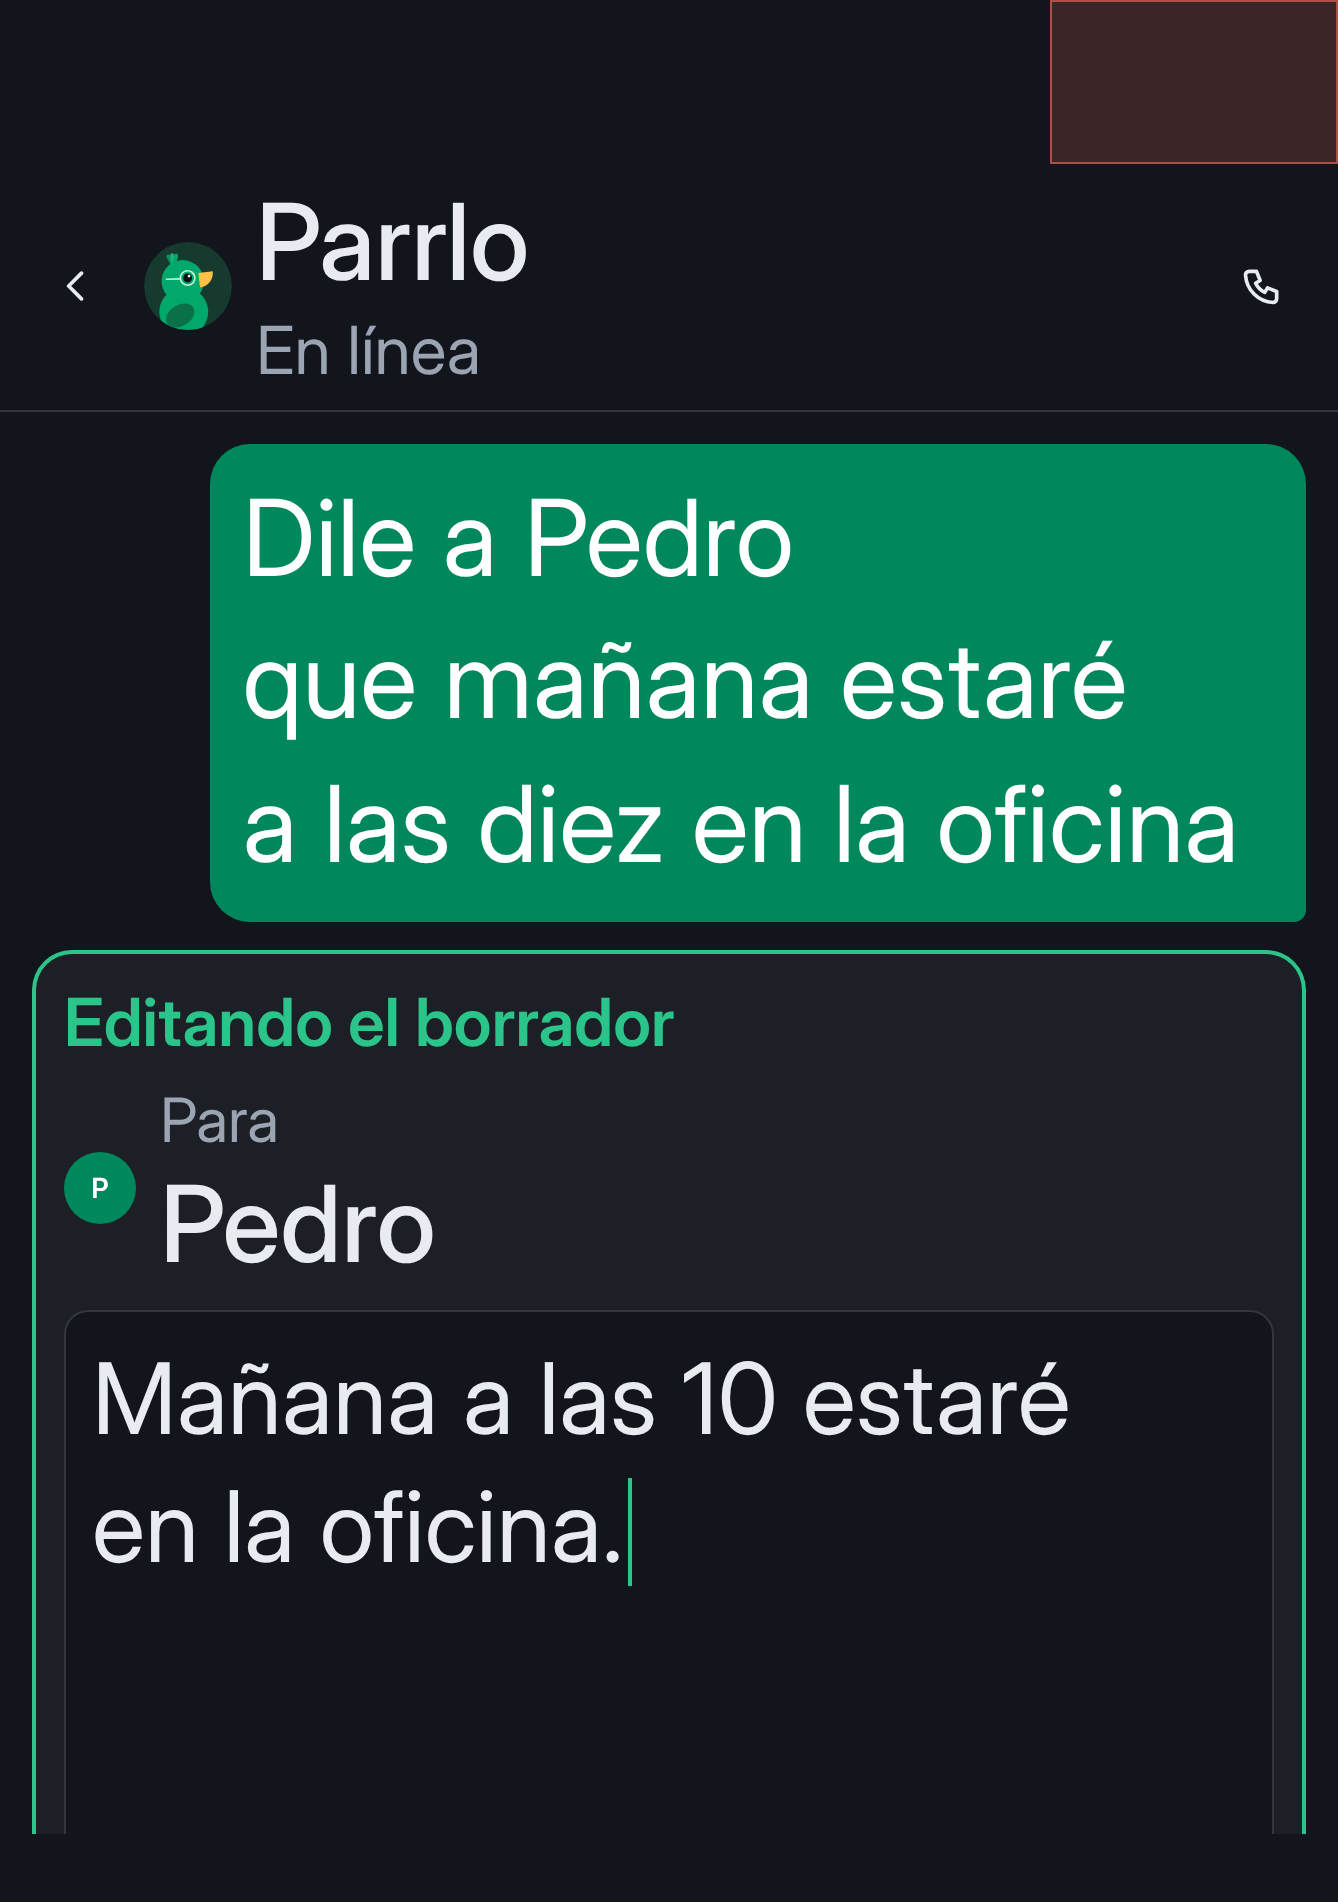 Parrlo
En línea
Dile a Pedro
que mañana estaré
a las diez en la oficina
Editando el borrador
Para
P
Pedro
Mañana a las 10 estaré
en la oficina.